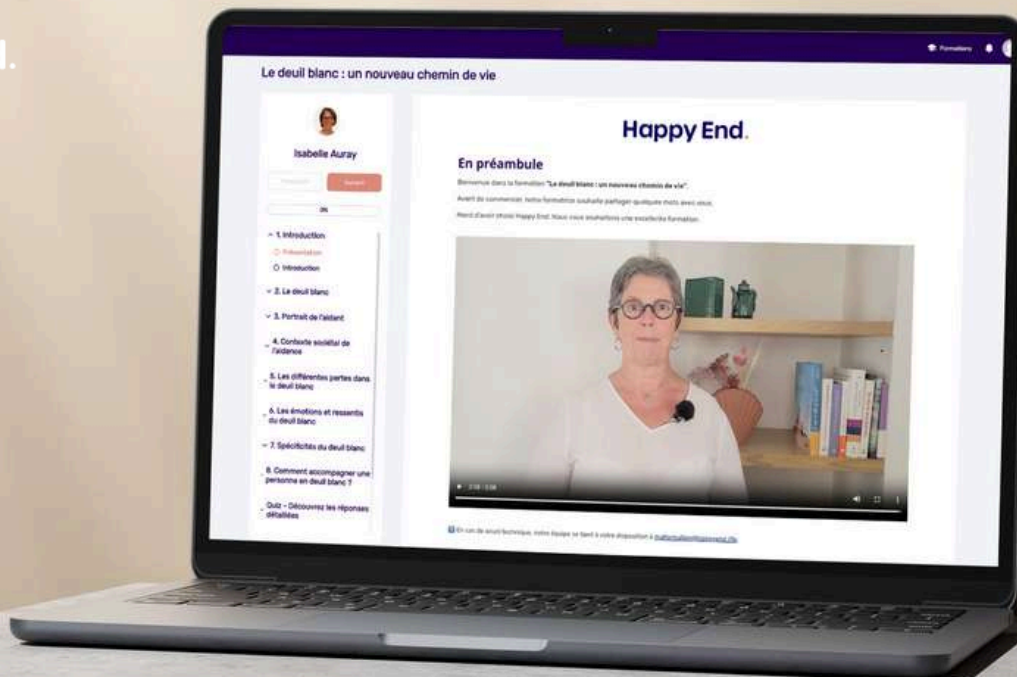 Formations
Le deuil blanc : un nouveau chemin de vie
Isabelle Auray
Suivant
0%
1. Introduction
Présentation
Introduction
2. Le deuil blanc
3. Portrait de l'aidant
4. Contexte sociétal de
l'aidance
5. Les différentes pertes dans
le deuil blanc
6. Les émotions et ressentis
du deuil blanc
7. Spécificités du deuil blanc
8. Comment accompagner une
personne en deuil blanc ?
Quiz - Découvrez les réponses
détaillées
Happy End.
En préambule
Bienvenue dans la formation "Le deuil blanc : un nouveau chemin de vie".
Avant de commencer, notre formatrice souhaite partager quelques mots avec vous.
Merci d'avoir choisi Happy End. Nous vous souhaitons une excellente formation.
En cas de souci technique, notre équipe se tient à votre disposition à